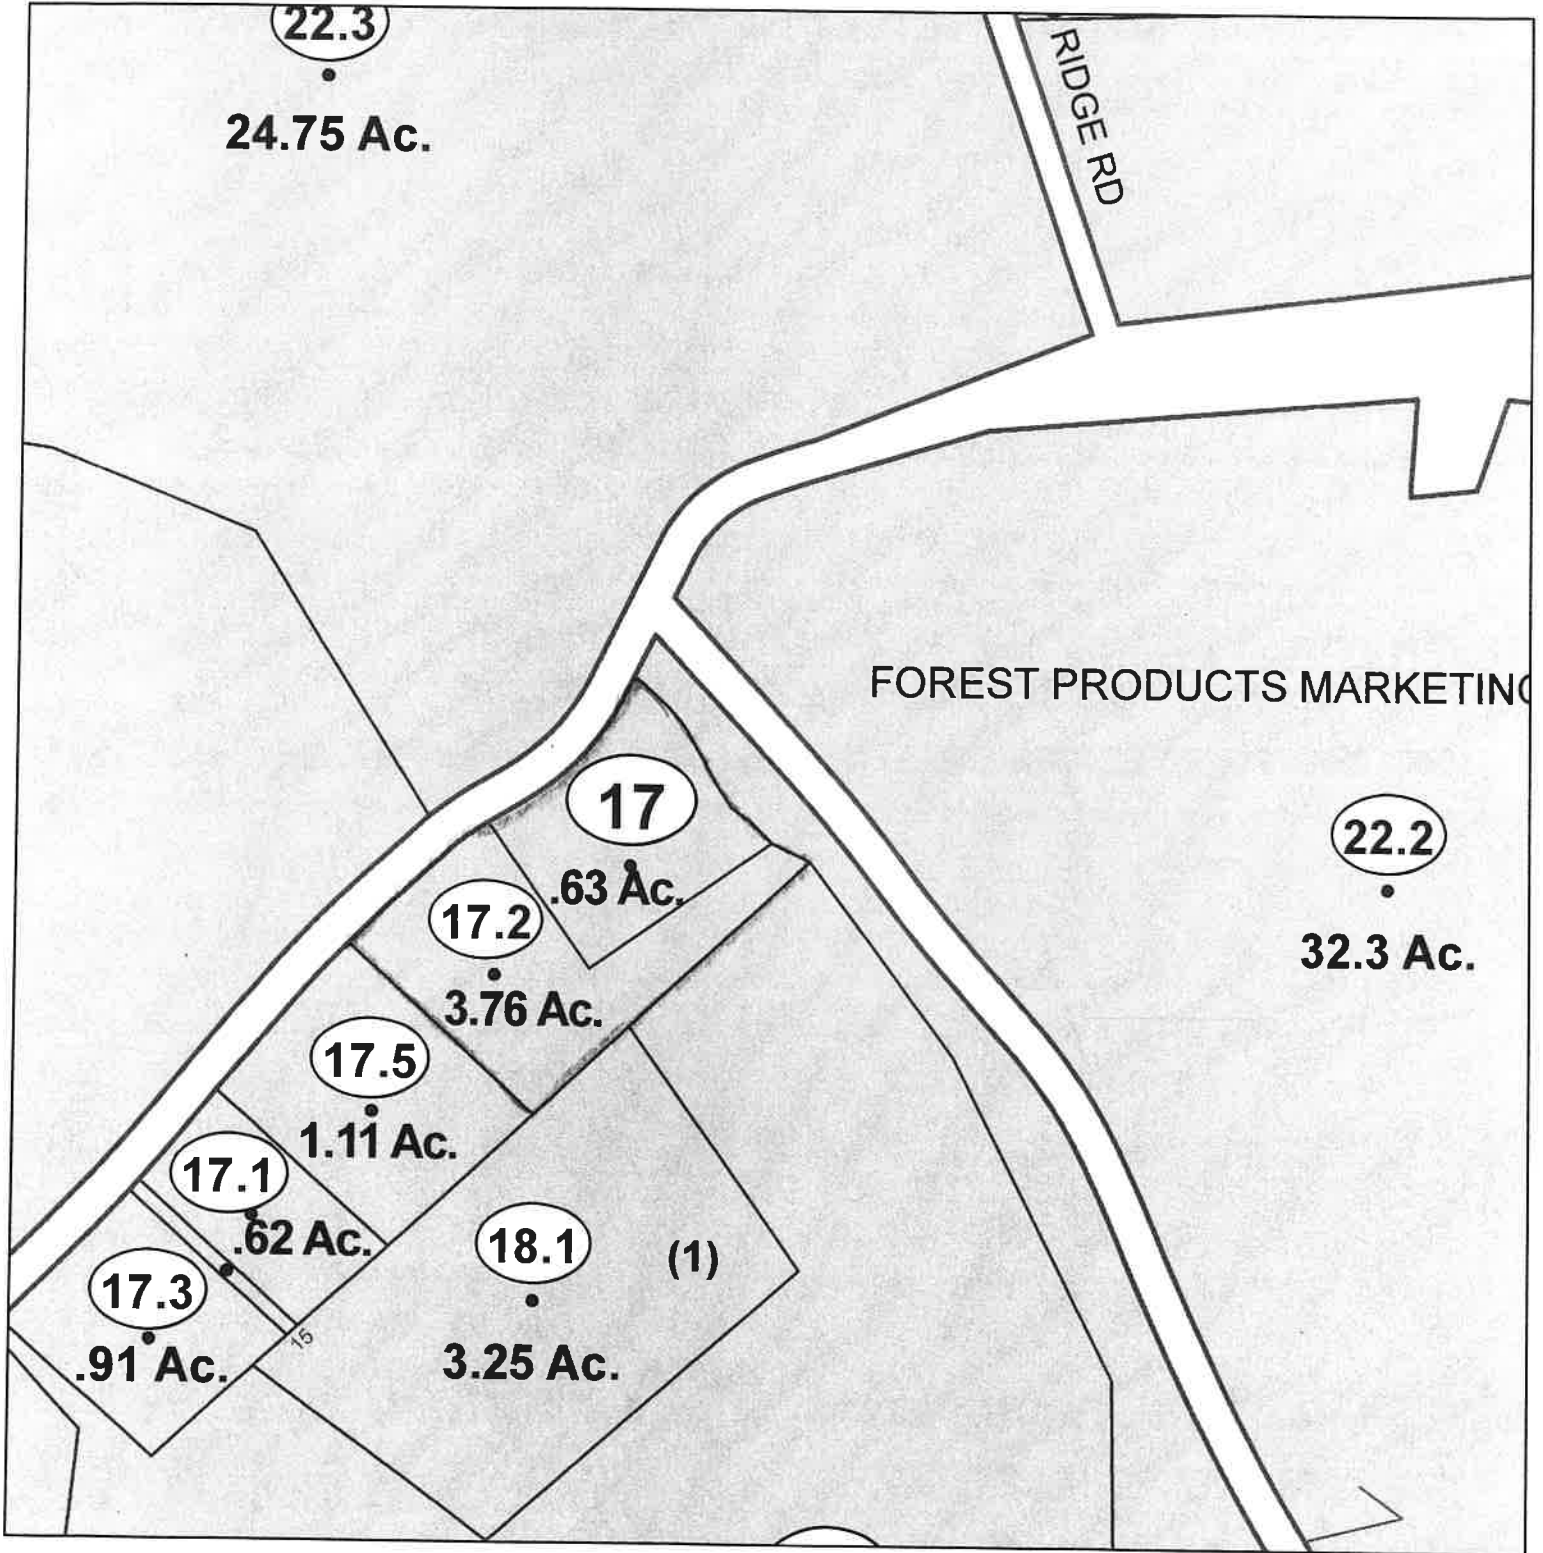 22.3
24.75 Ac.
RIDGE RD
FOREST PRODUCTS MARKETING
17
.63 Ac.
22.2
32.3 Ac.
17.2
3.76 Ac.
17.5
1.11 Ac.
17.1
.62 Ac.
18.1
(1)
3.25 Ac.
17.3
.91 Ac.
15